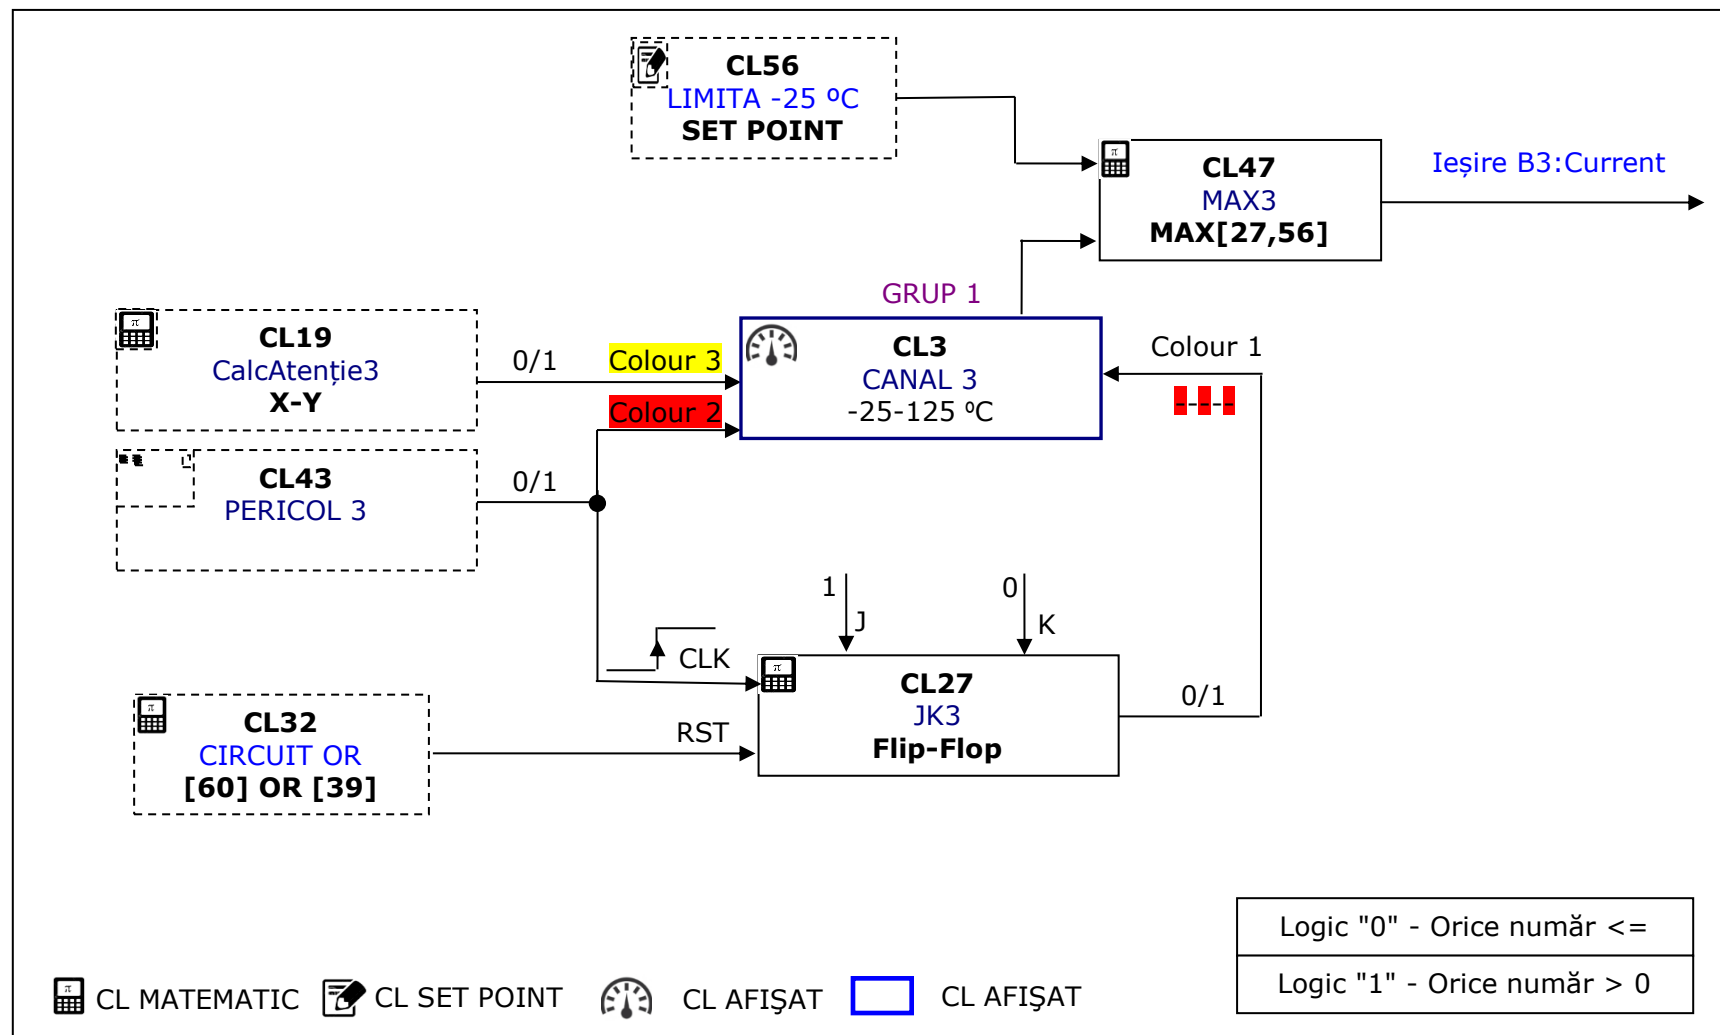 CL56
LIMITA -25 ºC
SET POINT
CL47
MAX3
MAX[27,56]
Ieșire B3:Current
GRUP 1
CL19
CalcAtenție3
X-Y
0/1
Colour 3
Colour 2
CL3
CANAL 3
-25-125 ºC
Colour 1
- - - - -
CL43
PERICOL 3
0/1
1
J
0
K
CLK
CL27
JK3
Flip-Flop
0/1
CL32
CIRCUIT OR
[60] OR [39]
RST
Logic "0" - Orice număr <=
Logic "1" - Orice număr > 0
CL MATEMATIC
CL SET POINT
CL AFIŞAT
CL AFIŞAT